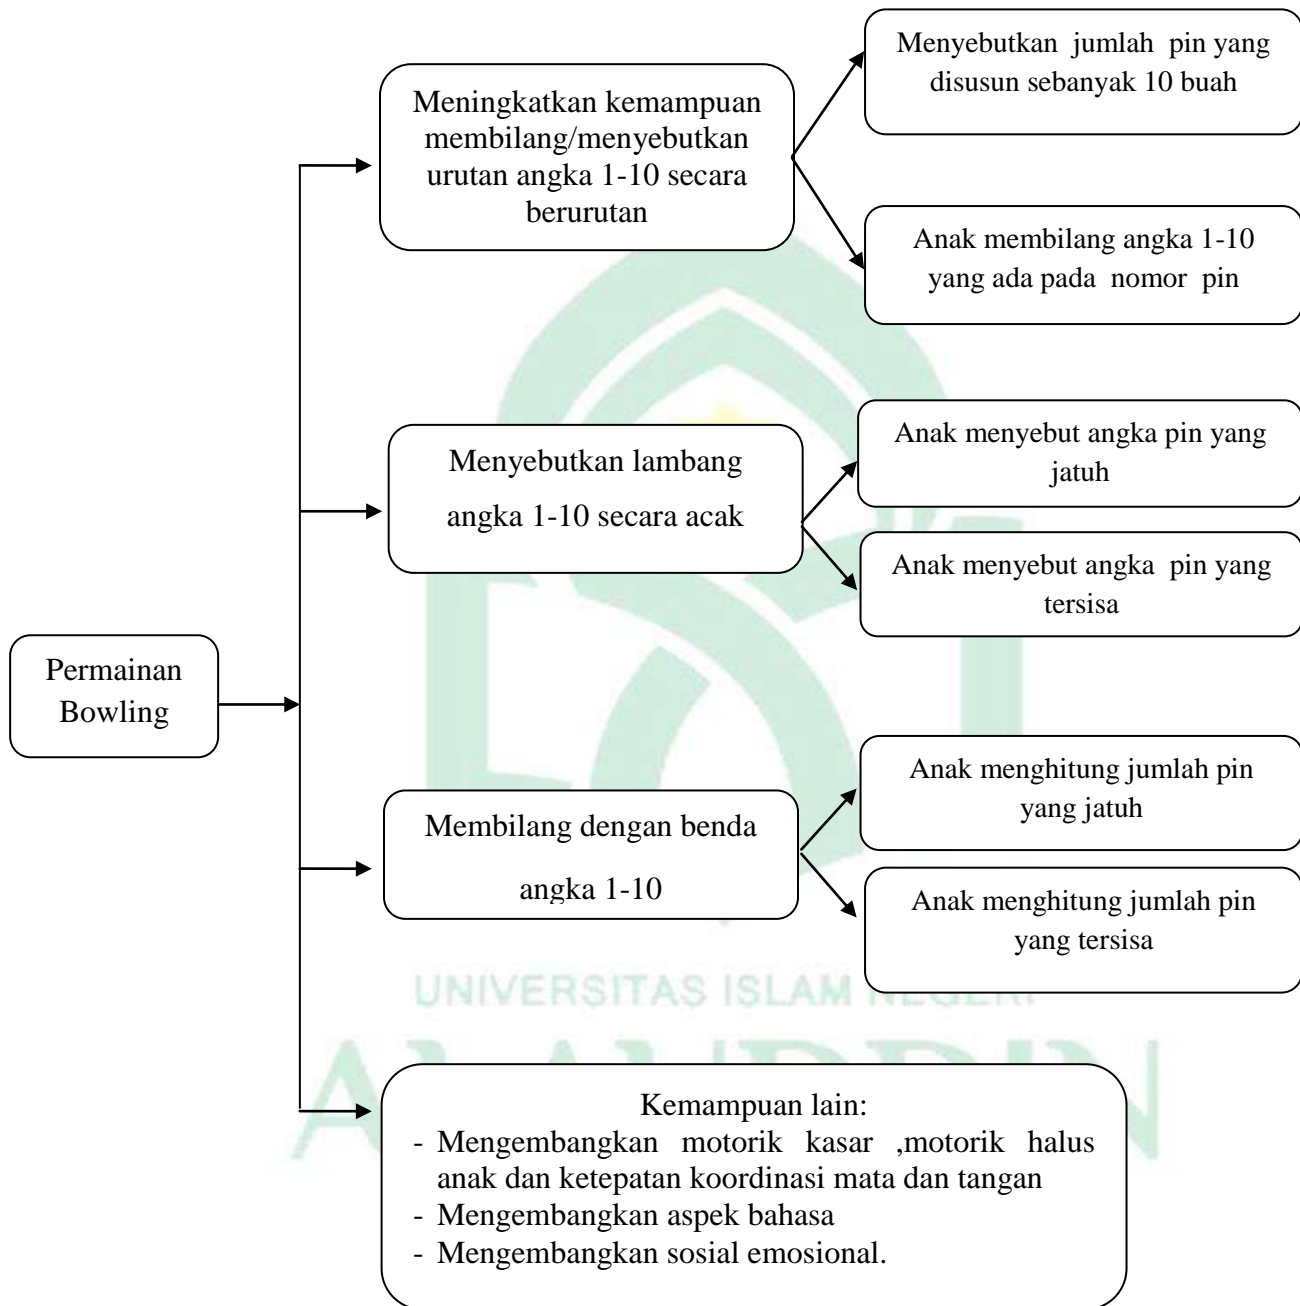 Menyebutkan jumlah pin yang
disusun sebanyak 10 buah
Meningkatkan kemampuan
membilang/menyebutkan
urutan angka 1-10 secara
berurutan
Anak membilang angka 1-10
yang ada pada nomor pin
Anak menyebut angka pin yang
jatuh
Menyebutkan lambang
angka 1-10 secara acak
Anak menyebut angka pin yang
tersisa
Permainan
Bowling
Anak menghitung jumlah pin
yang jatuh
Membilang dengan benda
angka 1-10
Anak menghitung jumlah pin
yang tersisa
UNIVERSITAS ISLAM NEGERI
ALAUDDIN
Kemampuan lain:
- Mengembangkan motorik kasar ,motorik halus
anak dan ketepatan koordinasi mata dan tangan
- Mengembangkan aspek bahasa
- Mengembangkan sosial emosional.